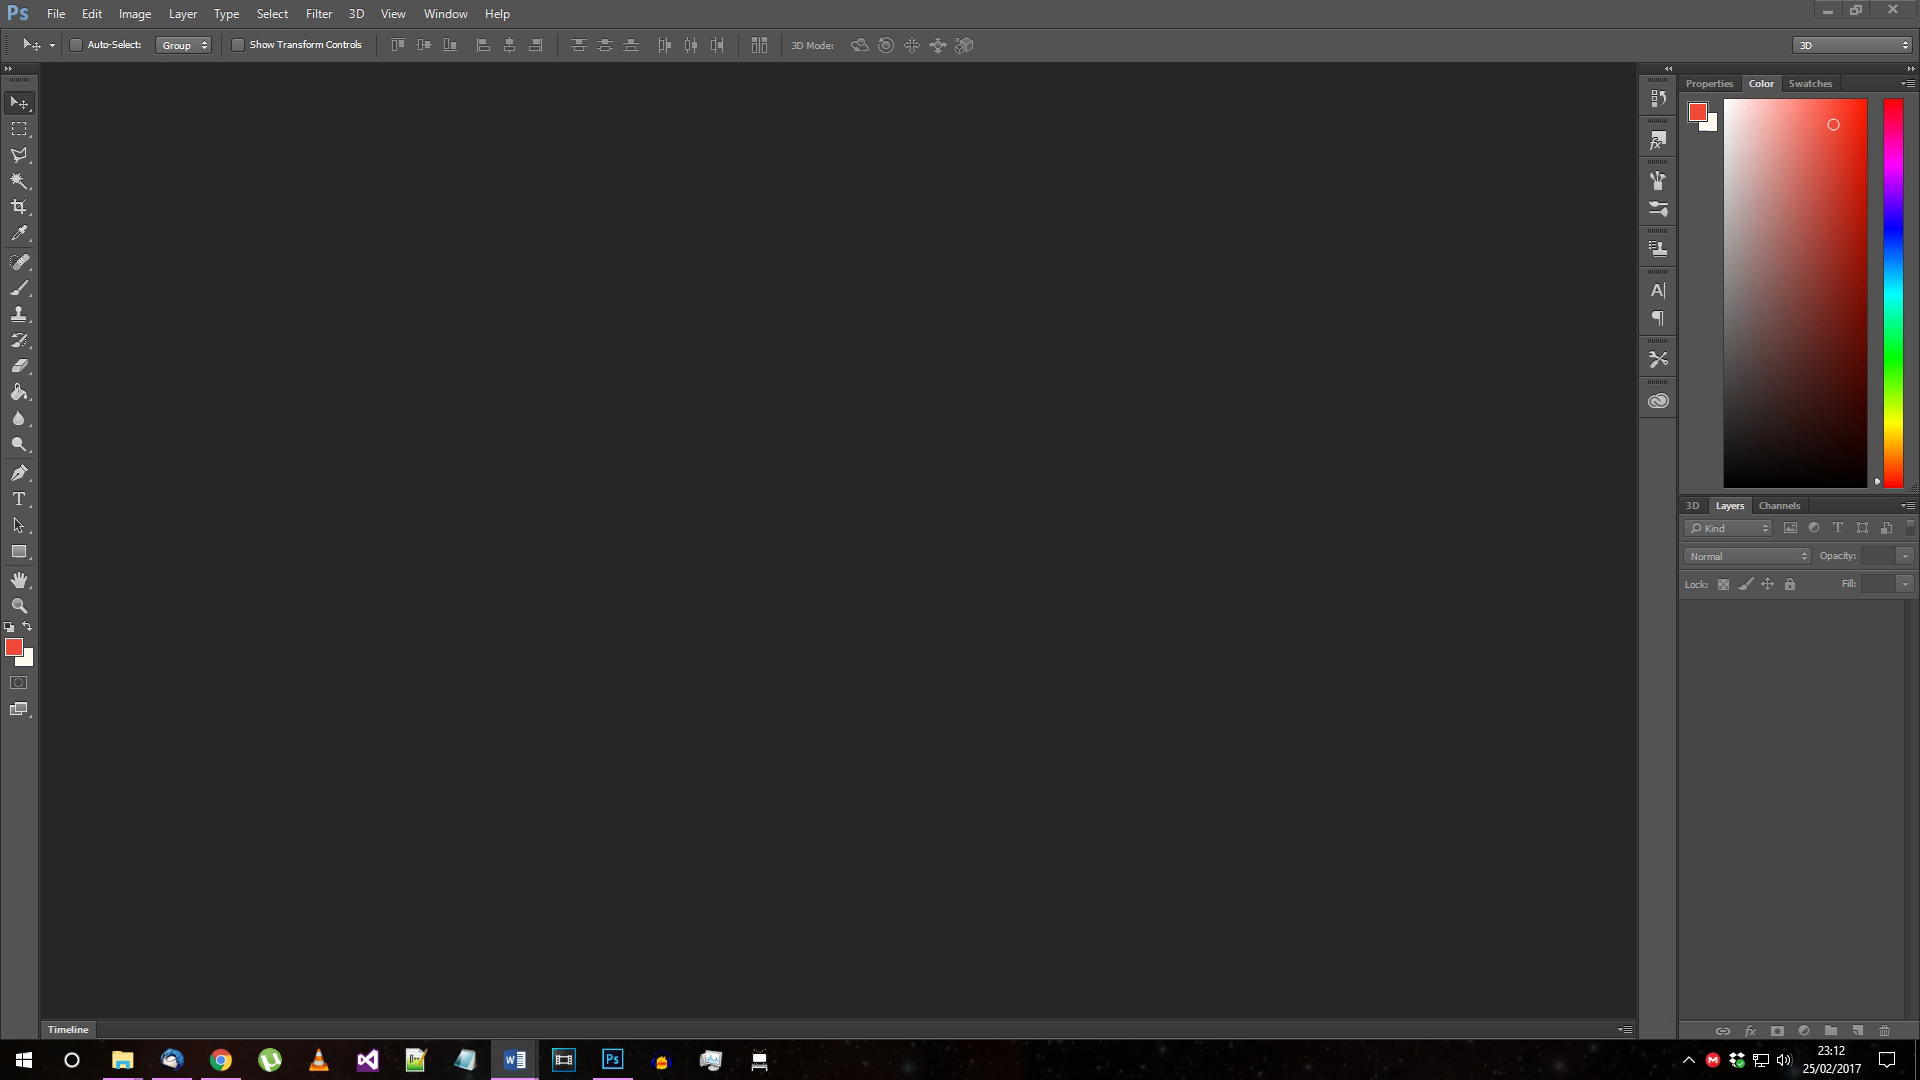 Ps File Edit Image Layer Type Select Filter 3D View Window Help
Auto-Select: Group Show Transform Controls 3D Mode: 3D
Properties Color Swatches
3D Layers Channels
Kind
Normal Opacity:
Lock: Fill:
Timeline
23:12
25/02/2017